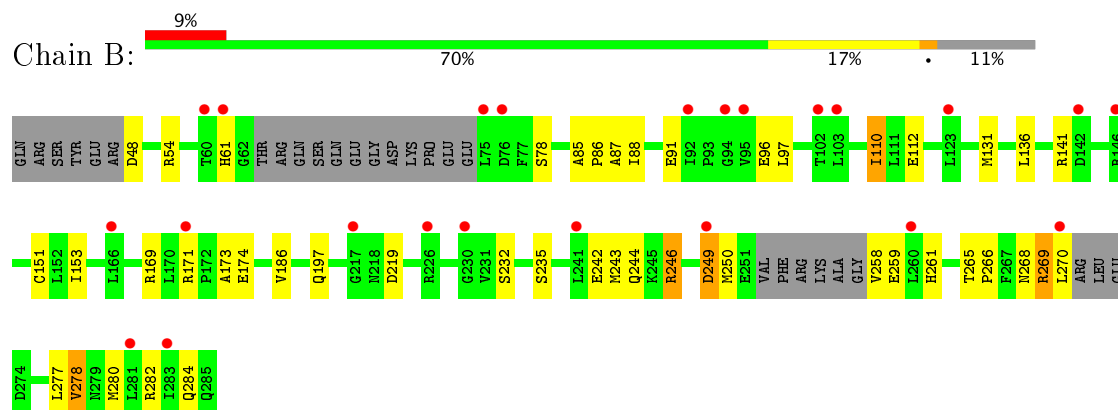 9%
Chain B:
70% 17% • 11%
GLN ARG SER TYR GLU ARG D48 R54 T60 H61 G62 THR ARG GLN SER GLN GLU GLY ASP LYS PRO GLU GLU L75 D76 F77 S78 A85 P86 A87 I88 E91 I92 P93 G94 V95 E96 L97 T102 L103 I110 L111 E112 L123 M131 L136 R141 D142 R146
C151 L152 I153 L166 R169 L170 R171 P172 A173 E174 V186 Q197 G217 N218 D219 R226 G230 V231 S232 S235 L241 E242 M243 Q244 K245 R246 D249 M250 E251 VAL PHE ARG LYS ALA GLY V258 E259 L260 H261 T265 P266 F267 N268 R269 L270 ARG LEU GLU
D274 L277 V278 N279 M280 L281 R282 I283 Q284 Q285